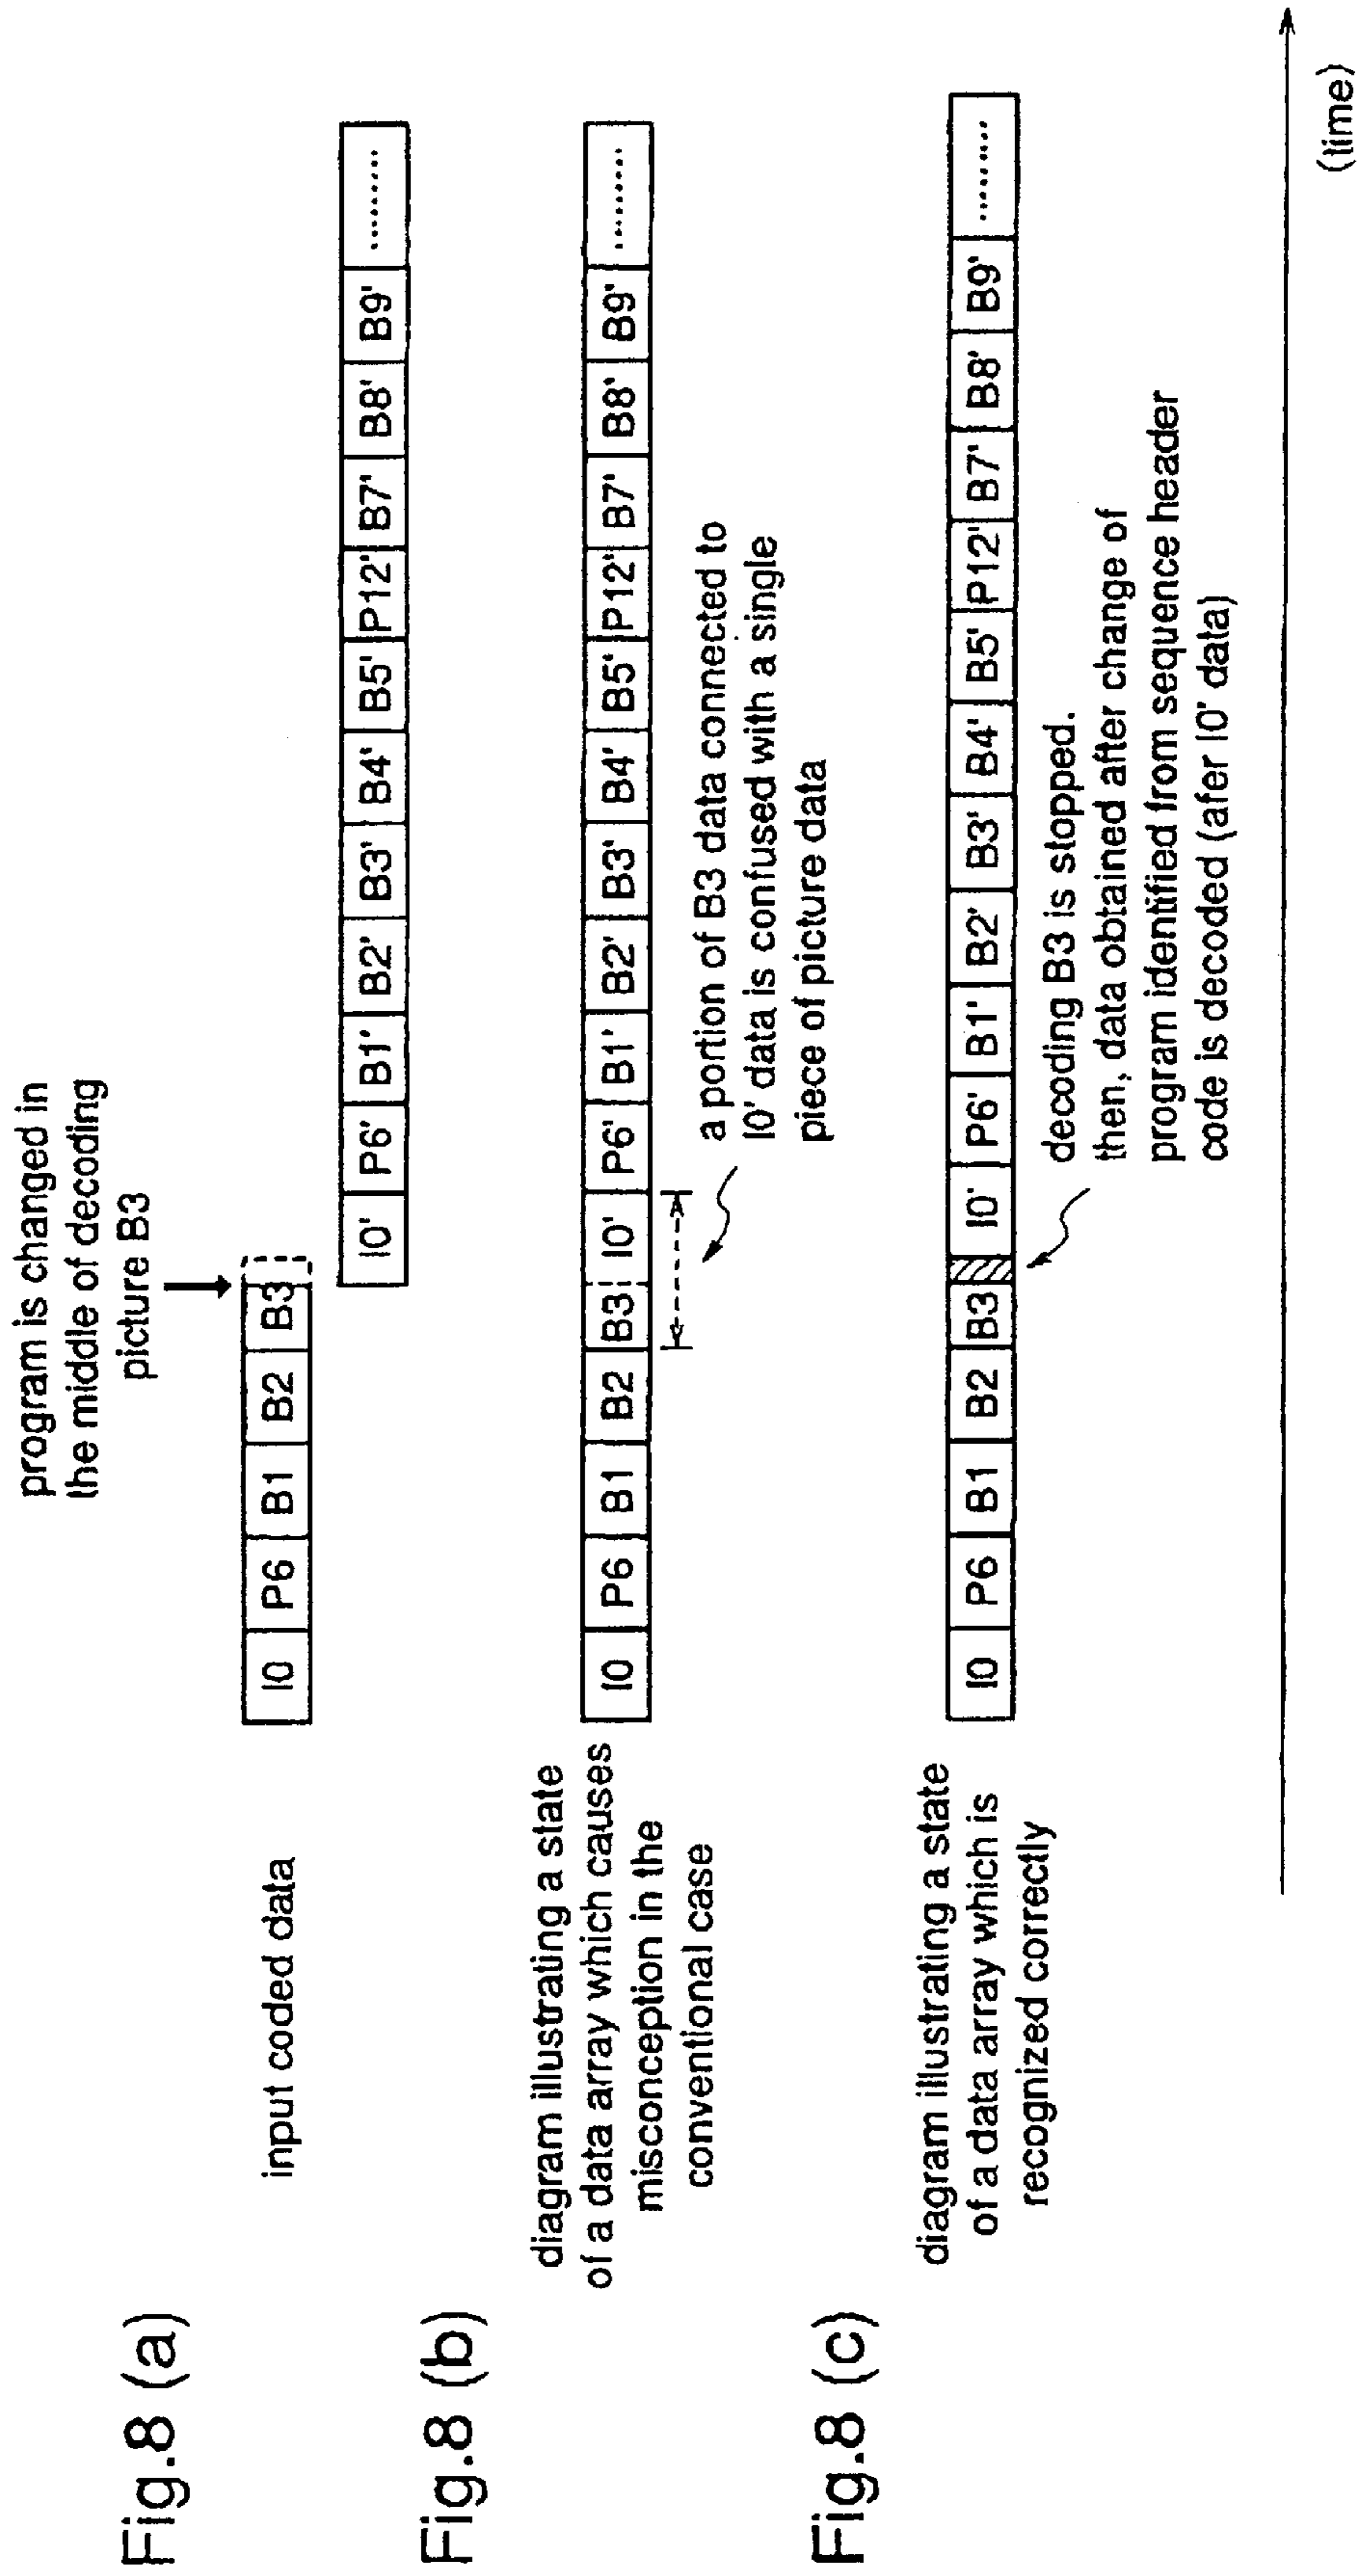 Fig.8 (a)
program is changed in
the middle of decoding
picture B3
input coded data
I0 P6 B1 B2 B3
I0' P6' B1' B2' B3' B4' B5' P12' B7' B8' B9' ........
Fig.8 (b)
diagram illustrating a state
of a data array which causes
misconception in the
conventional case
I0 P6 B1 B2 B3 I0' P6' B1' B2' B3' B4' B5' P12' B7' B8' B9' ........
a portion of B3 data connected to
I0' data is confused with a single
piece of picture data
Fig.8 (c)
diagram illustrating a state
of a data array which is
recognized correctly
I0 P6 B1 B2 B3 I0' P6' B1' B2' B3' B4' B5' P12' B7' B8' B9' ........
decoding B3 is stopped.
then, data obtained after change of
program identified from sequence header
code is decoded (afer I0' data)
(time)